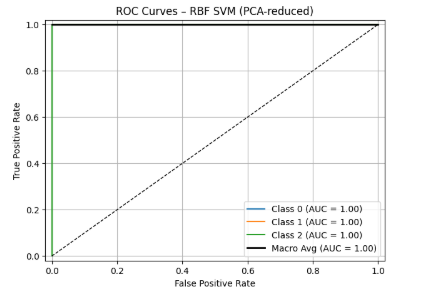 ROC Curves – RBF SVM (PCA-reduced)
True Positive Rate
1.0
0.8
0.6
0.4
0.2
0.0
Class 0 (AUC = 1.00)
Class 1 (AUC = 1.00)
Class 2 (AUC = 1.00)
Macro Avg (AUC = 1.00)
0.0 0.2 0.4 0.6 0.8 1.0
False Positive Rate